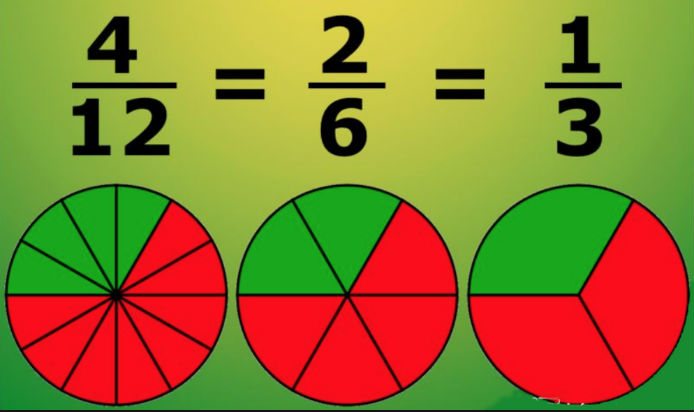 4/12 = 2/6 = 1/3